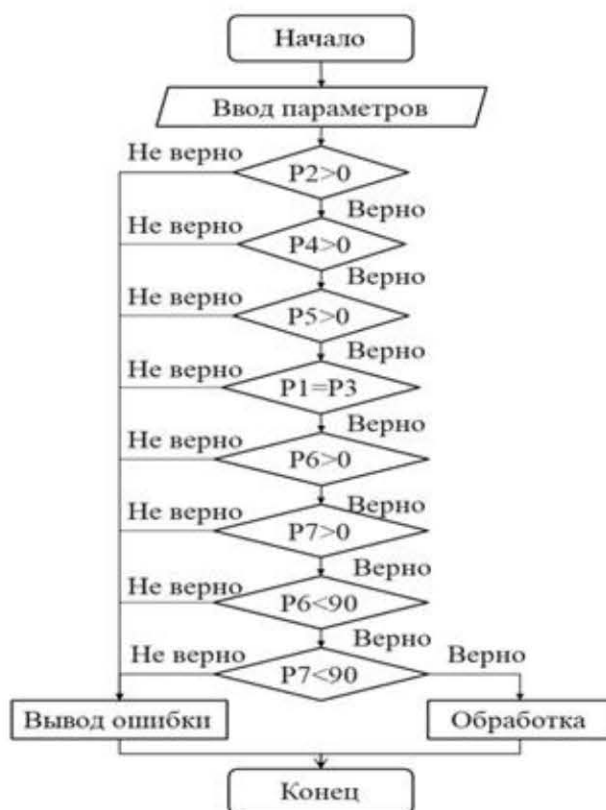 Начало
Ввод параметров
Не верно
P2>0
Верно
Не верно
P4>0
Верно
Не верно
P5>0
Верно
Не верно
P1=P3
Верно
Не верно
P6>0
Верно
Не верно
P7>0
Верно
Не верно
P6<90
Верно
Не верно
P7<90
Верно
Вывод ошибки
Обработка
Конец